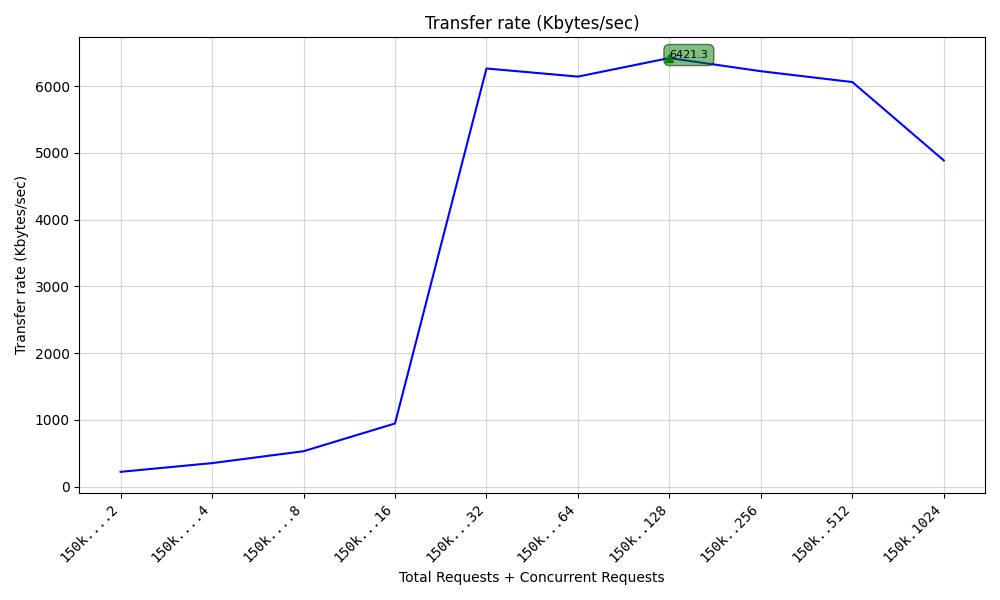 Transfer rate (Kbytes/sec)
6421.3
6000
5000
4000
3000
2000
1000
0
Transfer rate (Kbytes/sec)
150k....2
150k....4
150k....8
150k...16
150k...32
150k...64
150k..128
150k..256
150k..512
150k.1024
Total Requests + Concurrent Requests